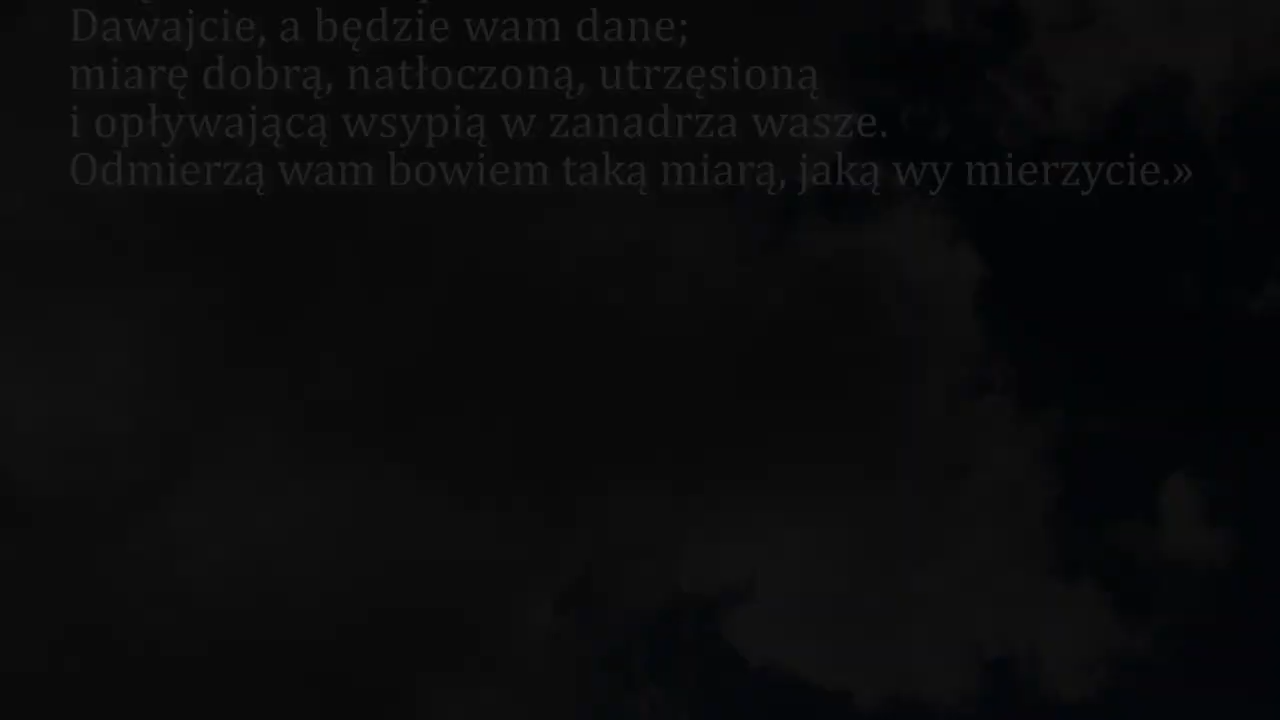 Dawajcie, a będzie wam dane;
miarę dobrą, natłoczoną, utrzęsioną
i opływającą wsypią w zanadrza wasze.
Odmierzą wam bowiem taką miarą, jaką wy mierzycie.»